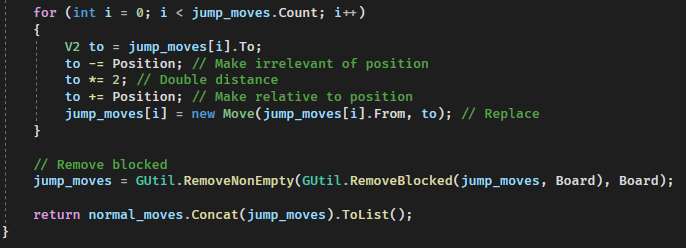 for (int i = 0; i < jump_moves.Count; i++)
{
V2 to = jump_moves[i].To;
to -= Position; // Make irrelevant of position
to *= 2; // Double distance
to += Position; // Make relative to position
jump_moves[i] = new Move(jump_moves[i].From, to); // Replace
}
// Remove blocked
jump_moves = GUtil.RemoveNonEmpty(GUtil.RemoveBlocked(jump_moves, Board), Board);
return normal_moves.Concat(jump_moves).ToList();
}